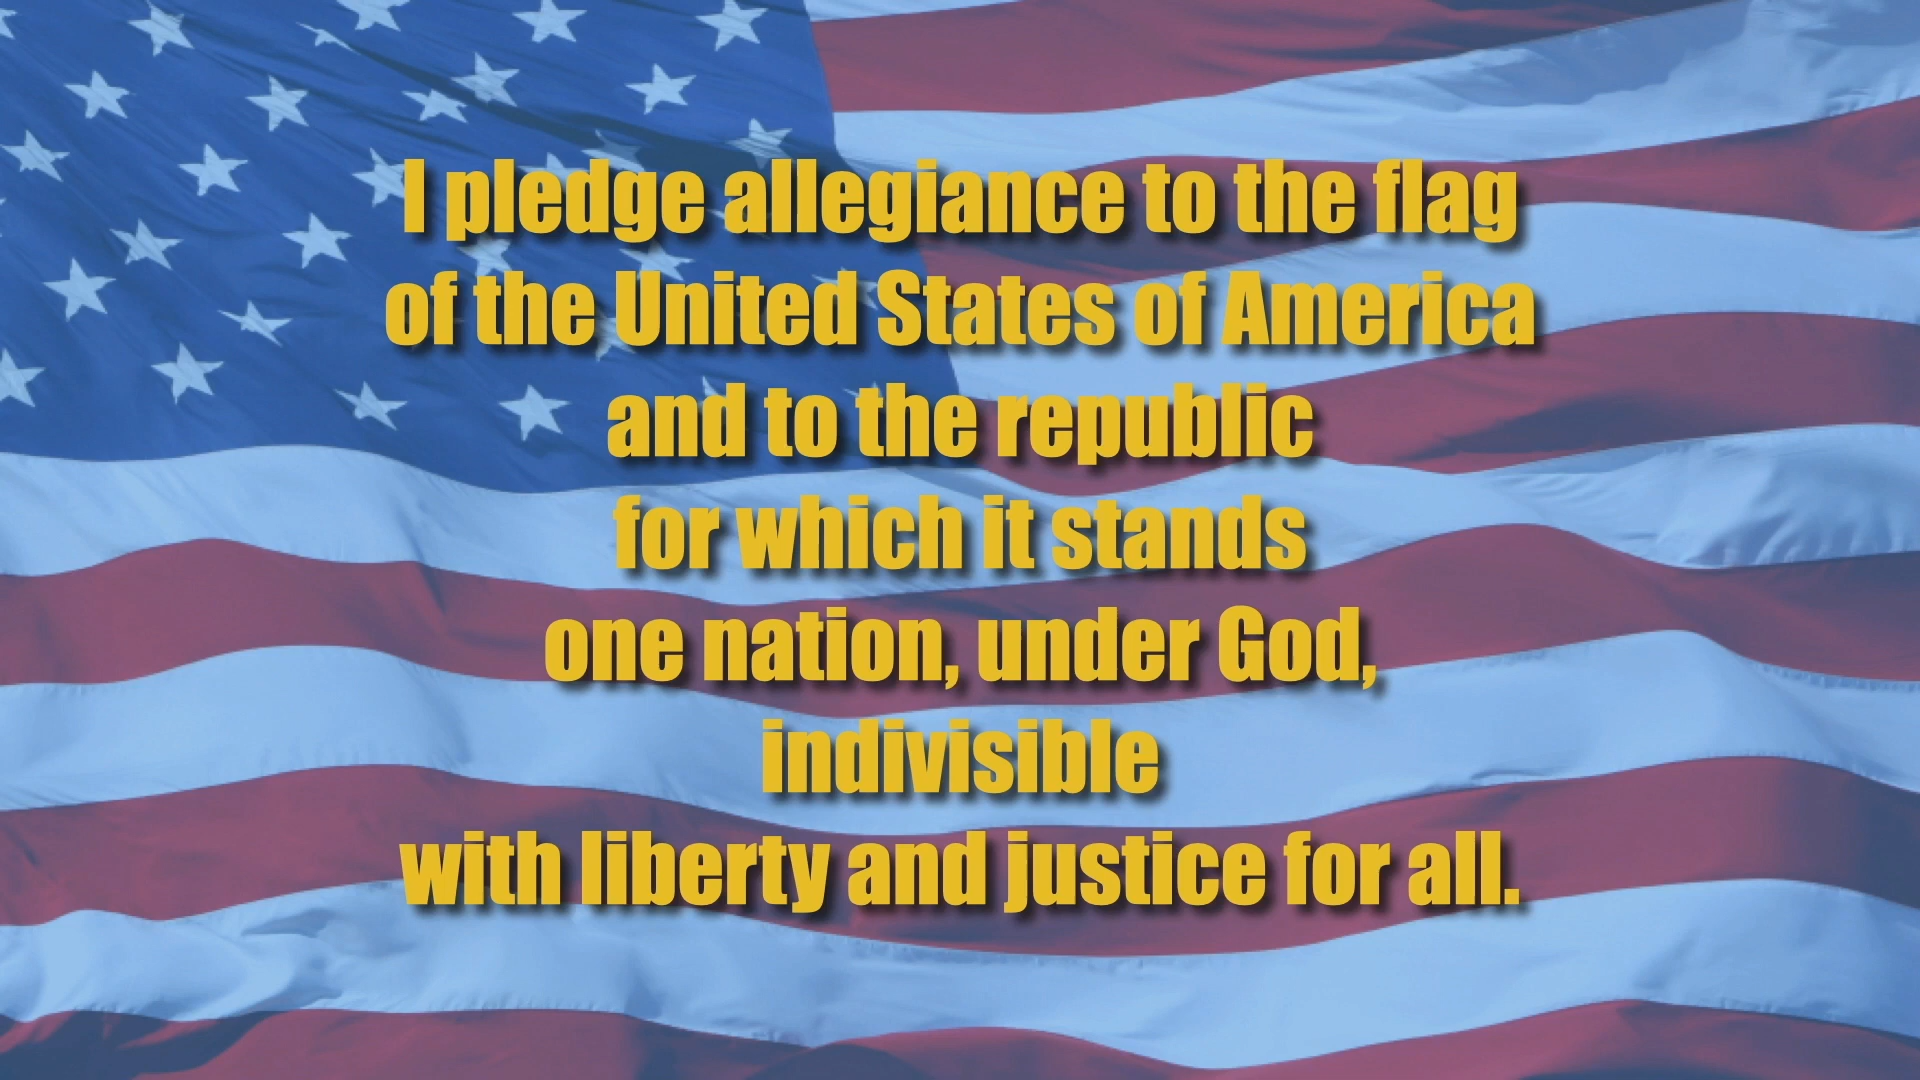 I pledge allegiance to the flag
of the United States of America
and to the republic
for which it stands
one nation, under God,
indivisible
with liberty and justice for all.